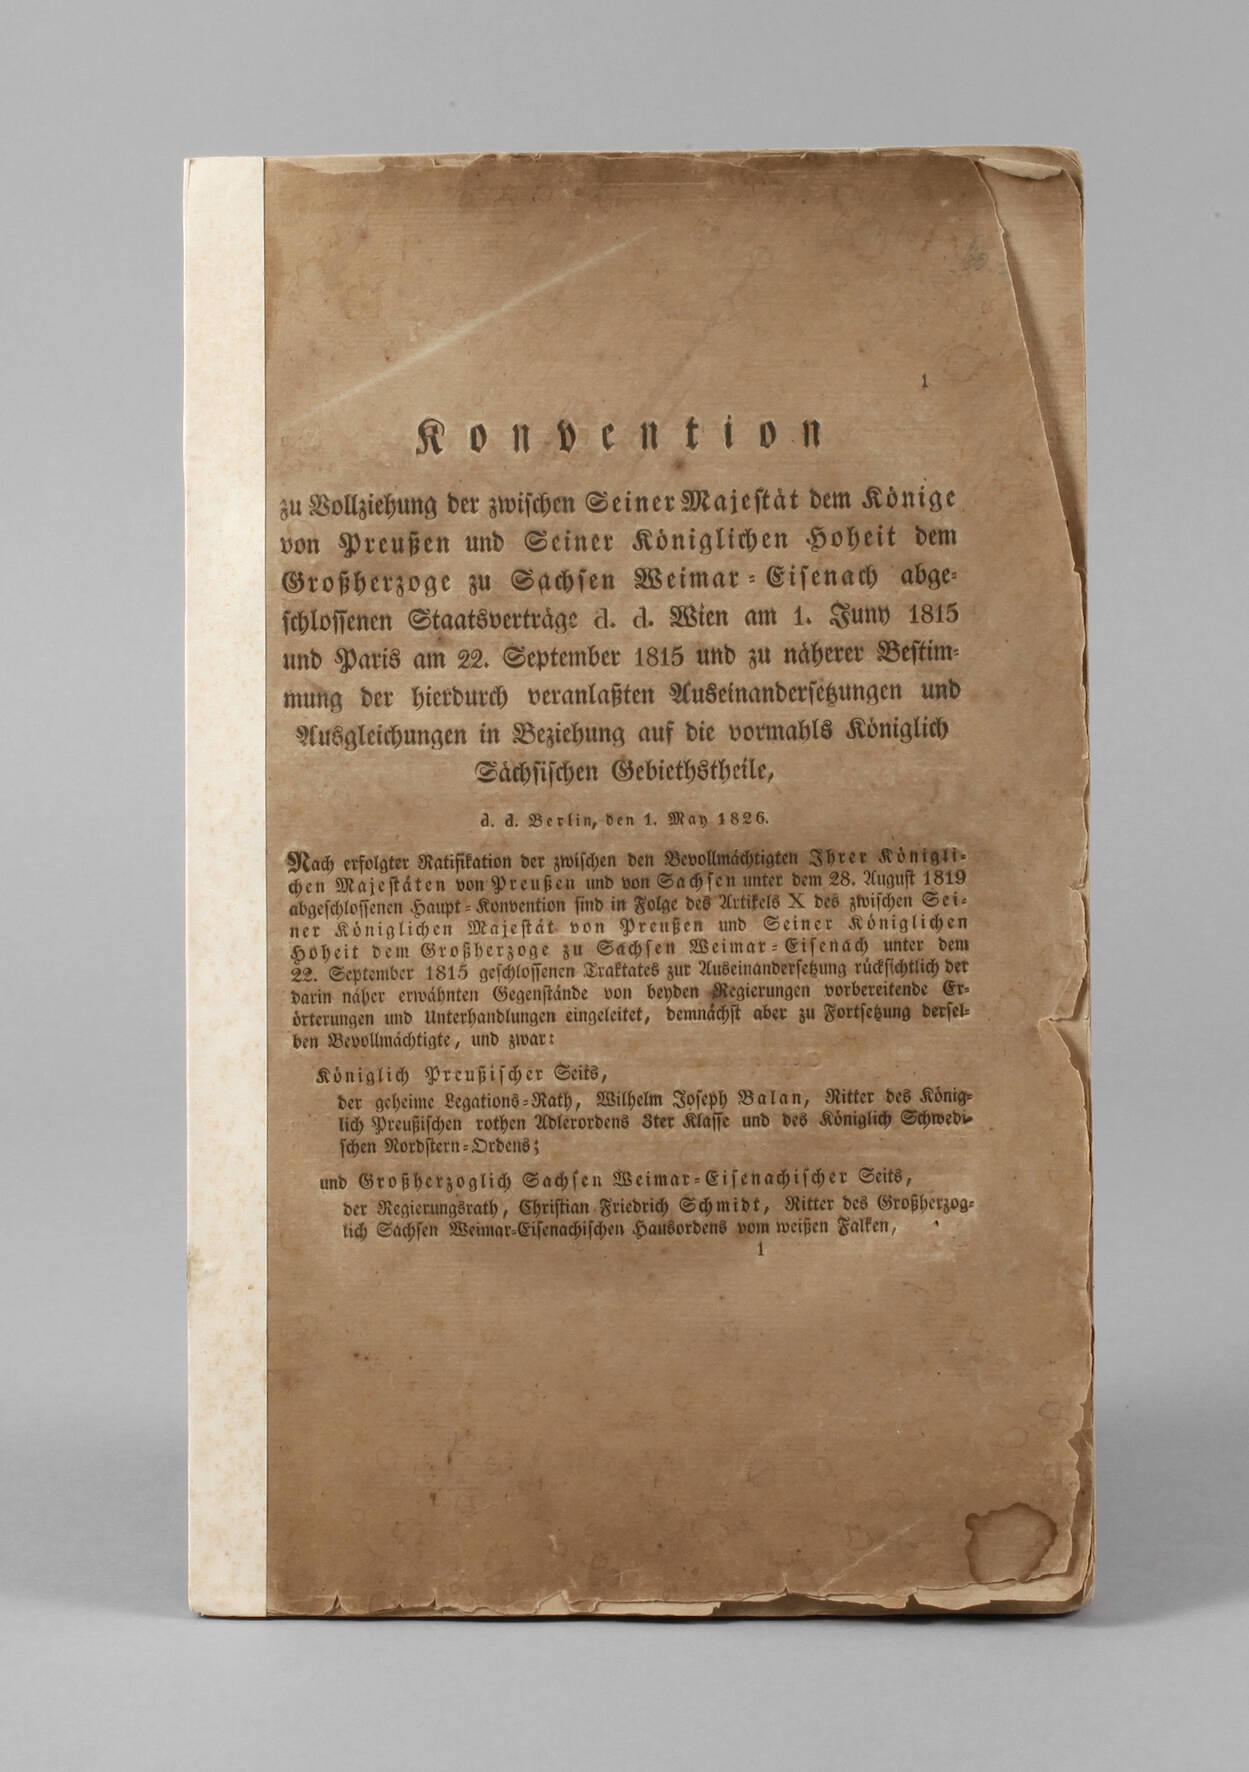 1
Konvention
zu Vollziehung der zwischen Seiner Majestät dem Könige
von Preußen und Seiner Königlichen Hoheit dem
Großherzoge zu Sachsen Weimar-Eisenach abge-
schlossenen Staatsverträge d. d. Wien am 1. Juny 1815
und Paris am 22. September 1815 und zu näherer Bestim-
mung der hierdurch veranlaßten Auseinandersetzungen und
Ausgleichungen in Beziehung auf die vormahls Königlich
Sächsischen Gebiethstheile,
d. d. Berlin, den 1. May 1826.
Nach erfolgter Ratifikation der zwischen den Bevollmächtigten Ihrer Königli-
chen Majestäten von Preußen und von Sachsen unter dem 28. August 1819
abgeschlossenen Haupt-Konvention sind in Folge des Artikels X des zwischen Sei-
ner Königlichen Majestät von Preußen und Seiner Königlichen
Hoheit dem Großherzoge zu Sachsen Weimar-Eisenach unter dem
22. September 1815 geschlossenen Traktates zur Auseinandersetzung rücksichtlich der
darin näher erwähnten Gegenstände von beyden Regierungen vorbereitende Er-
örterungen und Unterhandlungen eingeleitet, demnächst aber zu Fortsetzung dersel-
ben Bevollmächtigte, und zwar:
Königlich Preußischer Seits,
der geheime Legations-Rath, Wilhelm Joseph Balan, Ritter des König-
lich Preußischen rothen Adlerordens 3ter Klasse und des Königlich Schwedi-
schen Nordstern-Ordens;
und Großherzoglich Sachsen Weimar-Eisenachischer Seits,
der Regierungsrath, Christian Friedrich Schmidt, Ritter des Großherzog-
lich Sachsen Weimar-Eisenachischen Hausordens vom weißen Falken,
1